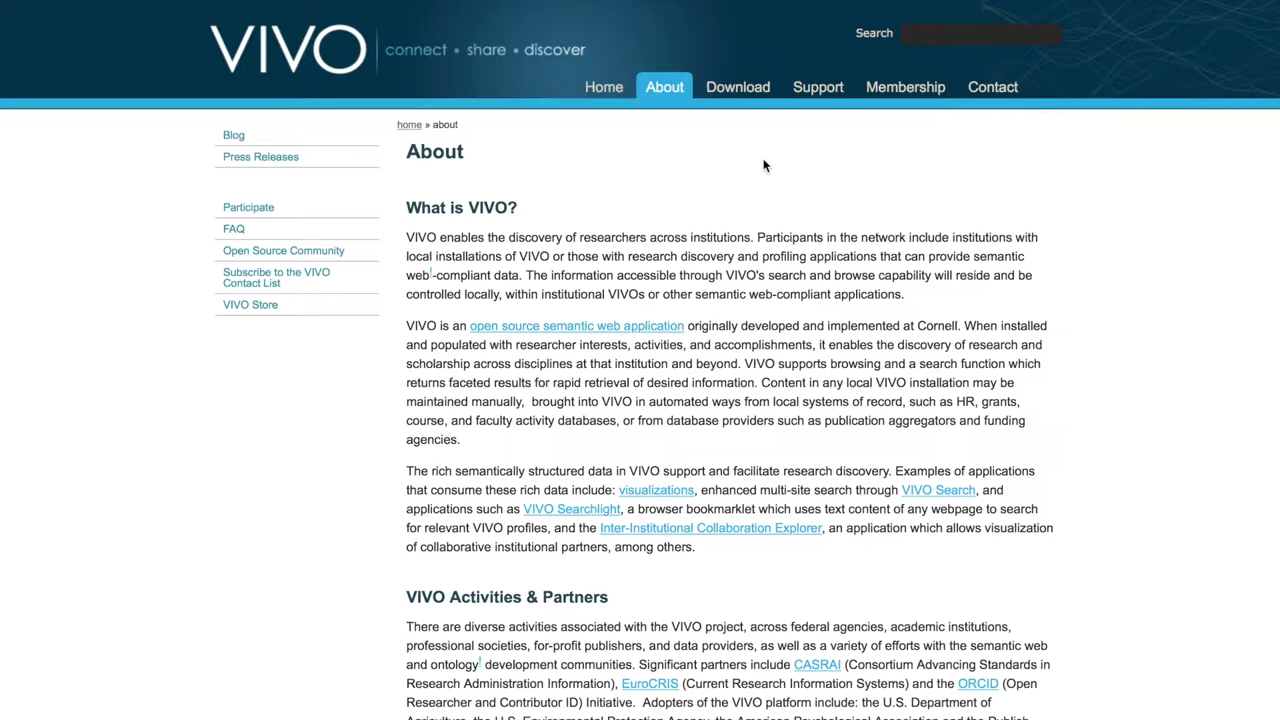 VIVO connect • share • discover
Search
Home About Download Support Membership Contact
Blog
Press Releases
Participate
FAQ
Open Source Community
Subscribe to the VIVO
Contact List
VIVO Store
home » about
About
What is VIVO?
VIVO enables the discovery of researchers across institutions. Participants in the network include institutions with
local installations of VIVO or those with research discovery and profiling applications that can provide semantic
web!-compliant data. The information accessible through VIVO's search and browse capability will reside and be
controlled locally, within institutional VIVOs or other semantic web-compliant applications.
VIVO is an open source semantic web application originally developed and implemented at Cornell. When installed
and populated with researcher interests, activities, and accomplishments, it enables the discovery of research and
scholarship across disciplines at that institution and beyond. VIVO supports browsing and a search function which
returns faceted results for rapid retrieval of desired information. Content in any local VIVO installation may be
maintained manually, brought into VIVO in automated ways from local systems of record, such as HR, grants,
course, and faculty activity databases, or from database providers such as publication aggregators and funding
agencies.
The rich semantically structured data in VIVO support and facilitate research discovery. Examples of applications
that consume these rich data include: visualizations, enhanced multi-site search through VIVO Search, and
applications such as VIVO Searchlight, a browser bookmarklet which uses text content of any webpage to search
for relevant VIVO profiles, and the Inter-Institutional Collaboration Explorer, an application which allows visualization
of collaborative institutional partners, among others.
VIVO Activities & Partners
There are diverse activities associated with the VIVO project, across federal agencies, academic institutions,
professional societies, for-profit publishers, and data providers, as well as a variety of efforts with the semantic web
and ontology! development communities. Significant partners include CASRAI (Consortium Advancing Standards in
Research Administration Information), EuroCRIS (Current Research Information Systems) and the ORCID (Open
Researcher and Contributor ID) Initiative. Adopters of the VIVO platform include: the U.S. Department of
Agriculture, the U.S. Environmental Protection Agency, the American Psychological Association and the Publish